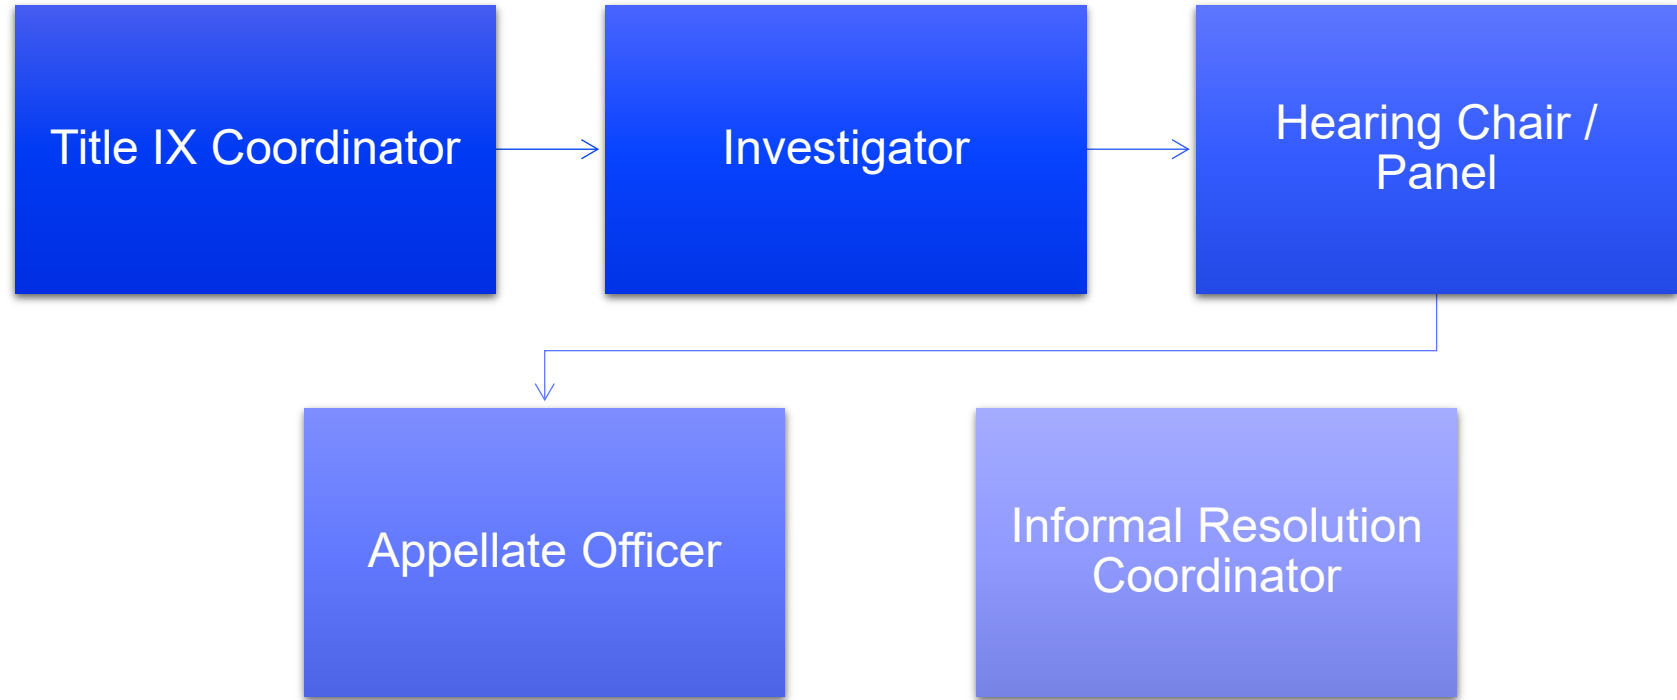 Title IX Coordinator
Investigator
Hearing Chair /
Panel
Appellate Officer
Informal Resolution
Coordinator